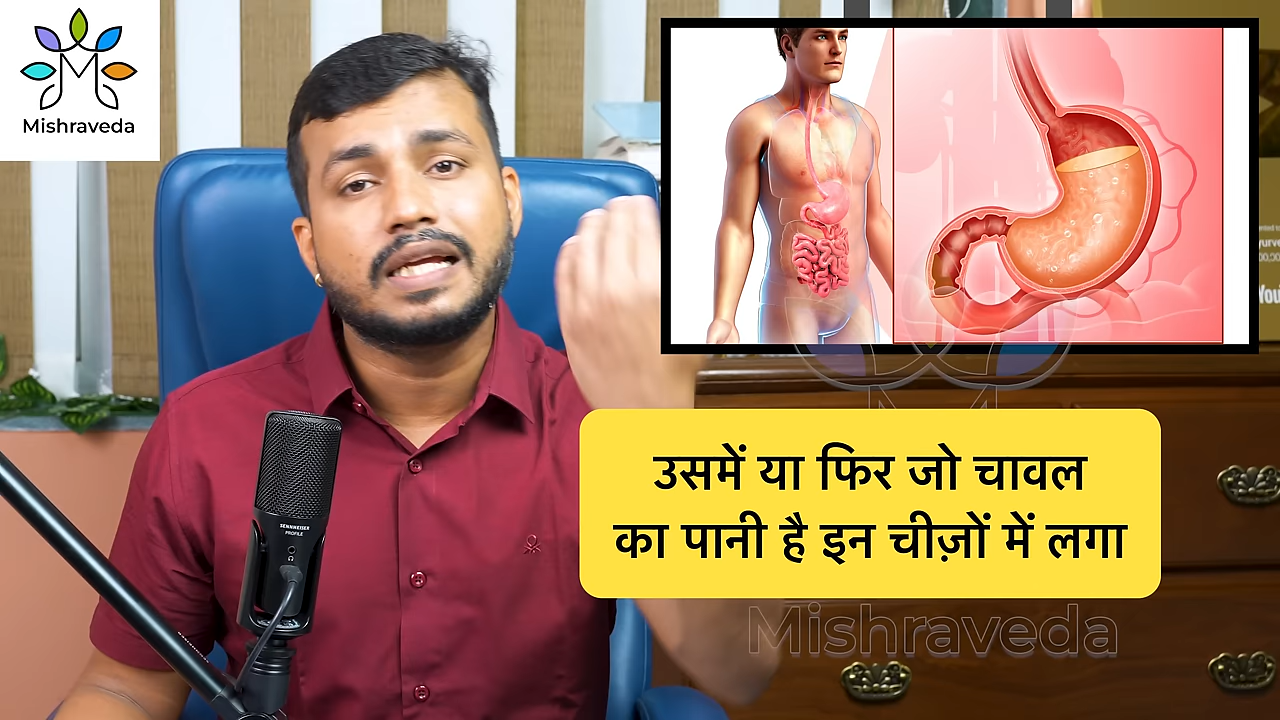 Mishraveda
उसमें या फिर जो चावल
का पानी है इन चीज़ों में लगा
SENNHEISER
PROFILE
Mishraveda